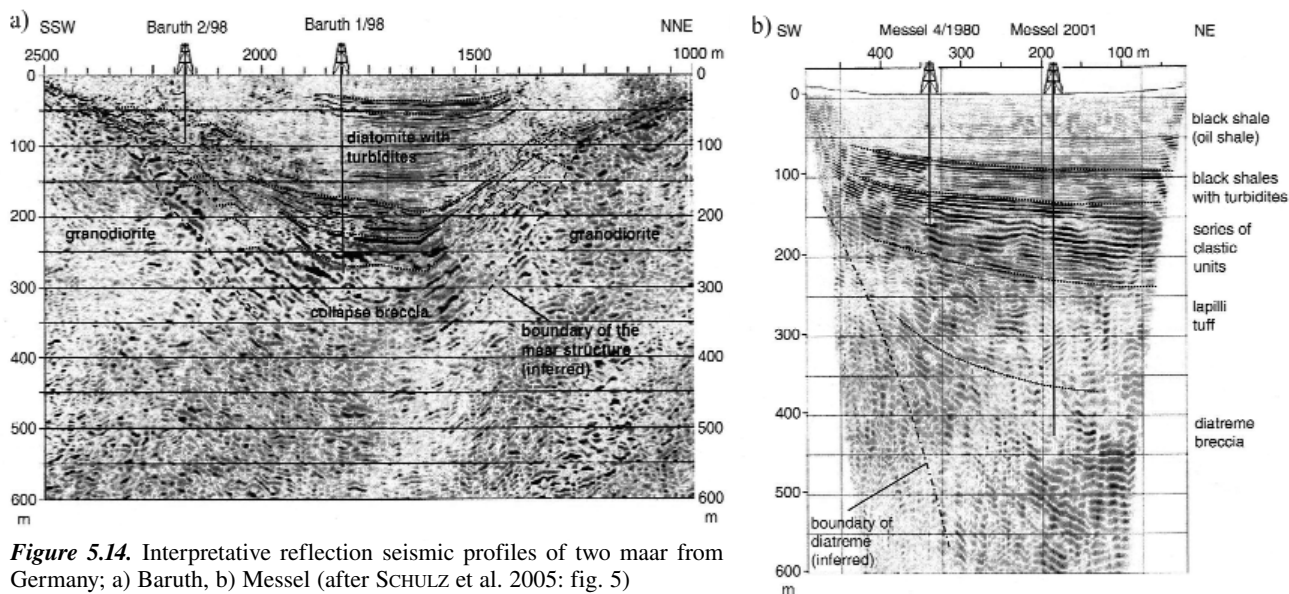 a)
SSW
Baruth 2/98
Baruth 1/98
NNE
2500
2000
1500
1000 m
0
100
200
300
400
500
600
m
0
100
200
300
400
500
600
m
diatomite with
turbidites
granodiorite
granodiorite
collapse breccia
boundary of the
maar structure
(inferred)
Figure 5.14. Interpretative reflection seismic profiles of two maar from
Germany; a) Baruth, b) Messel (after SCHULZ et al. 2005: fig. 5)
b)
SW
Messel 4/1980
Messel 2001
NE
400
300
200
100 m
0
100
200
300
400
500
600
m
black shale
(oil shale)
black shales
with turbidites
series of
clastic
units
lapilli
tuff
diatreme
breccia
boundary of
diatreme
(inferred)